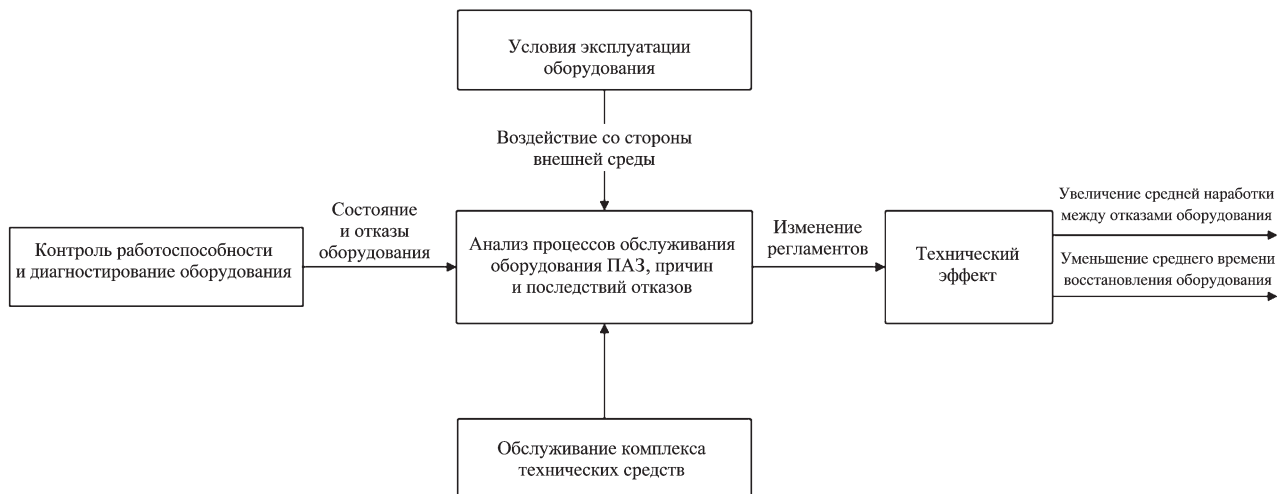 Условия эксплуатации
оборудования
Воздействие со стороны
внешней среды
Контроль работоспособности
и диагностирование оборудования
Состояние
и отказы
оборудования
Анализ процессов обслуживания
оборудования ПАЗ, причин
и последствий отказов
Изменение
регламентов
Технический
эффект
Увеличение средней наработки
между отказами оборудования
Уменьшение среднего времени
восстановления оборудования
Обслуживание комплекса
технических средств